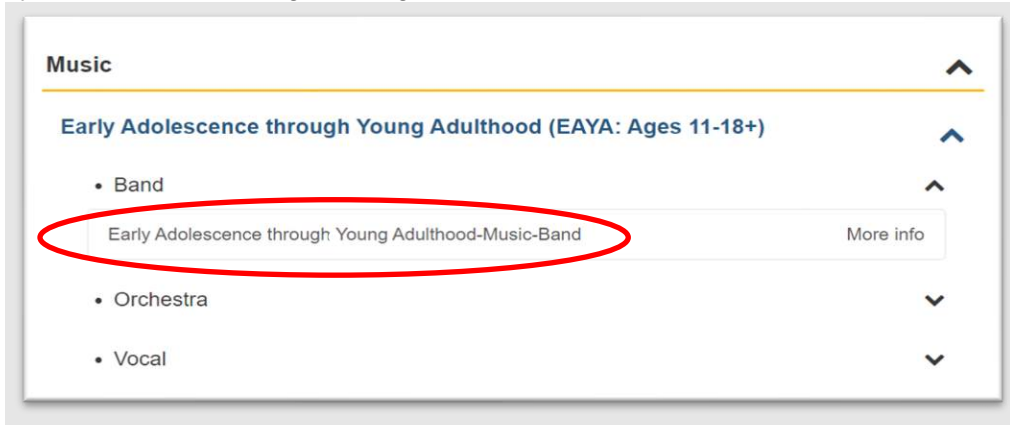 Music
Early Adolescence through Young Adulthood (EAYA: Ages 11-18+)
• Band
Early Adolescence through Young Adulthood-Music-Band More info
• Orchestra
• Vocal